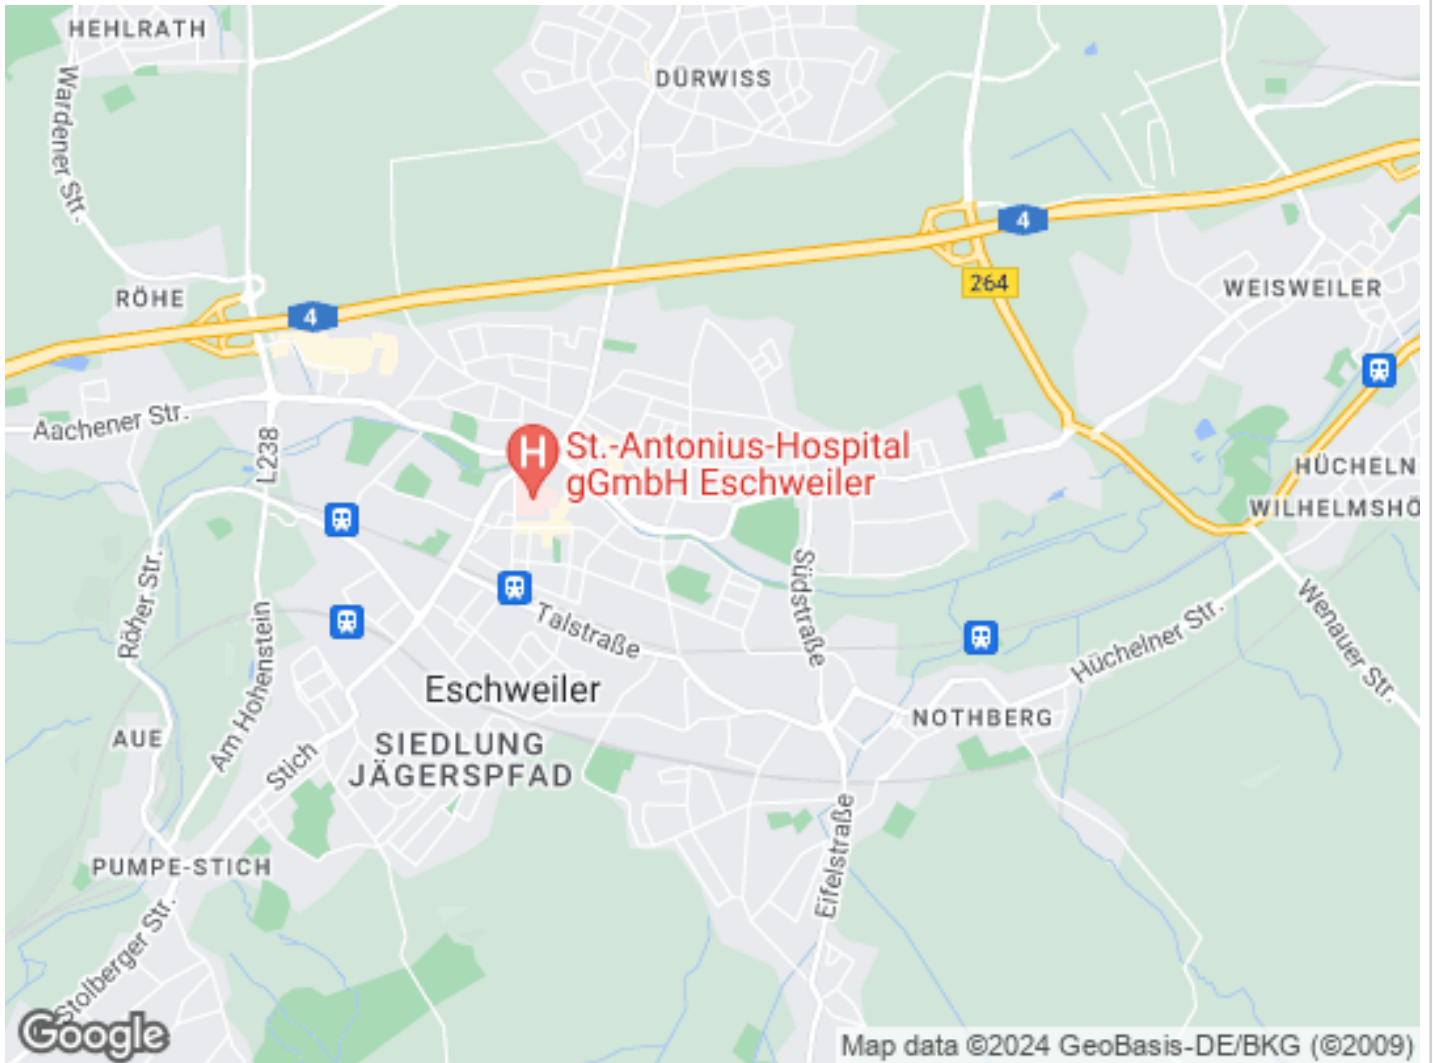 HEHLRATH
DÜRWISS
Wardener Str.
4
264
WEISWEILER
RÖHE
4
Aachener Str.
L238
St.-Antonius-Hospital
gGmbH Eschweiler
HÜCHELN
WILHELMSHÖ
Röher Str.
Am Hohenstein
Talstraße
Südstraße
Hüchelner Str.
Wenauer Str.
Eschweiler
NOTHBERG
AUE
Stich
SIEDLUNG
JÄGERSPFAD
PUMPE-STICH
Eifelstraße
Stolberger Str.
Google
Map data ©2024 GeoBasis-DE/BKG (©2009)